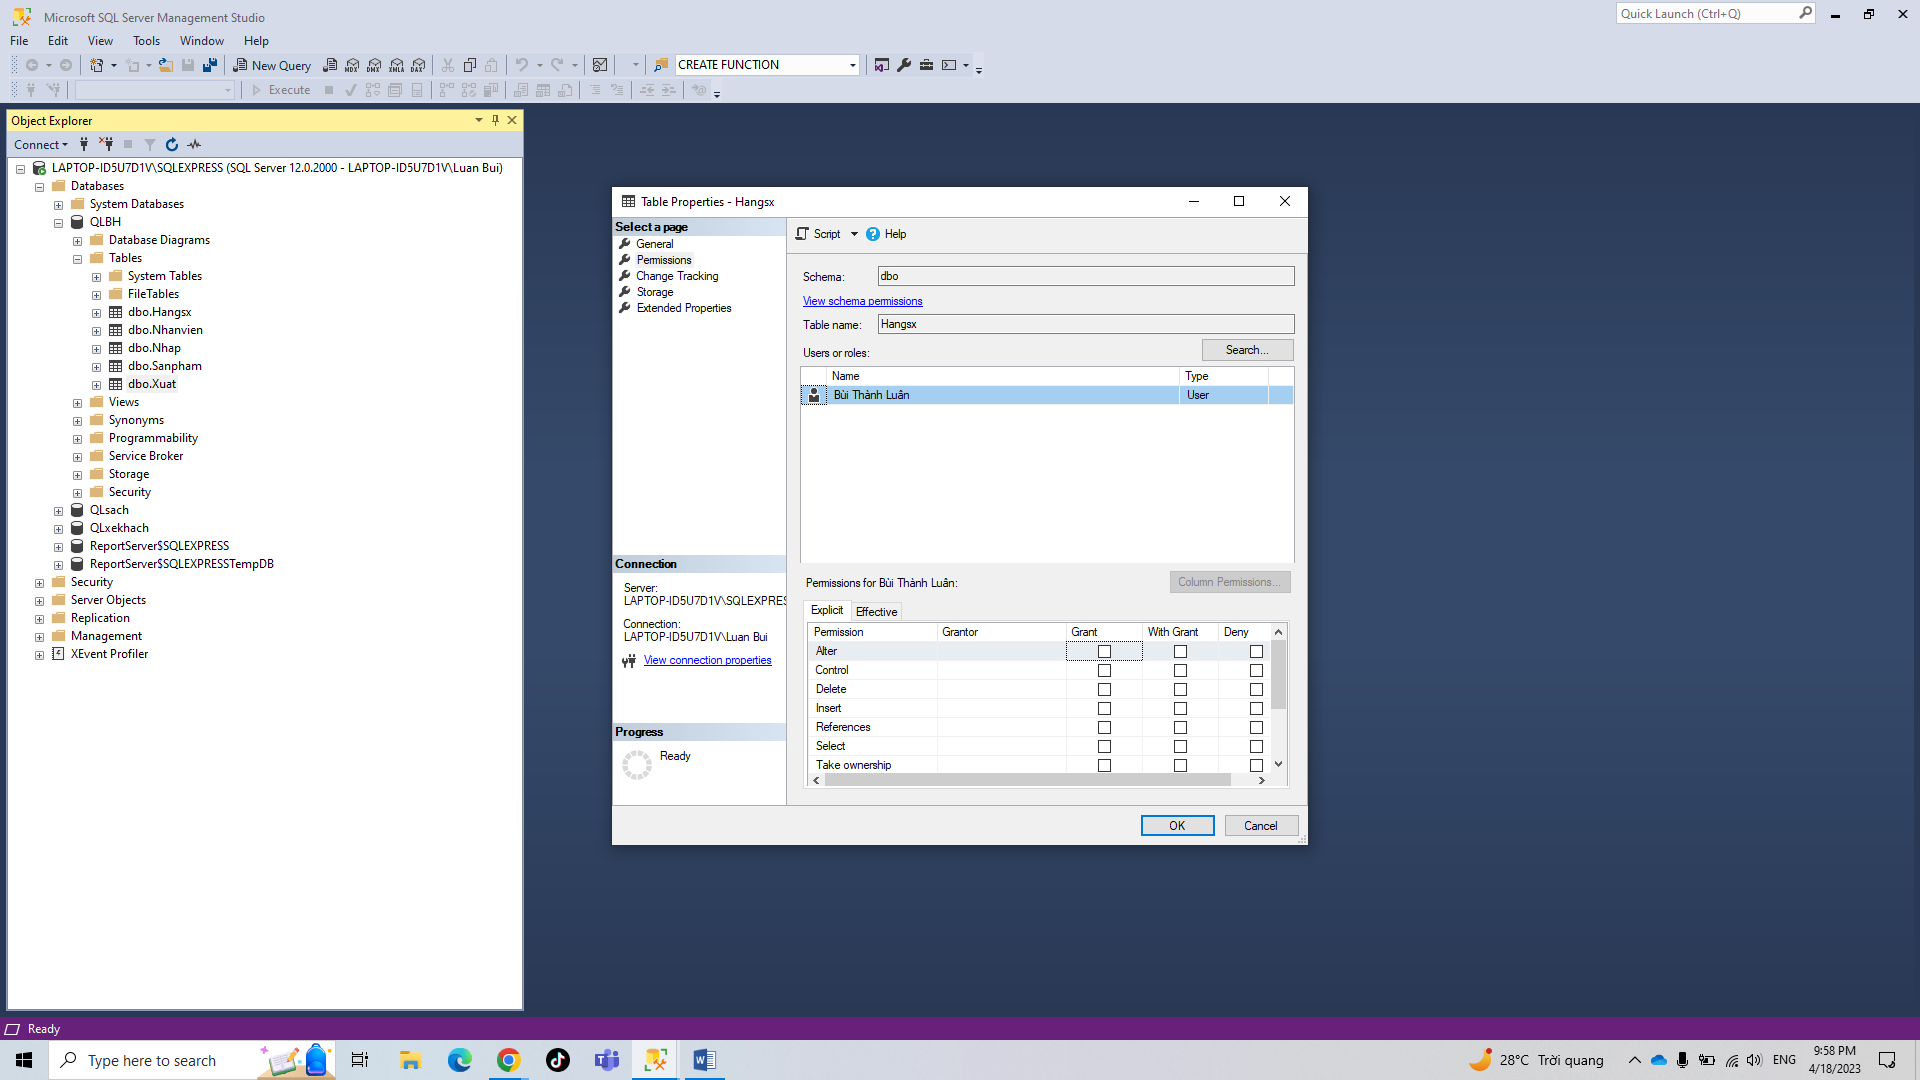 Microsoft SQL Server Management Studio
Quick Launch (Ctrl+Q)
File Edit View Tools Window Help
New Query MDX DMX XMLA DAX CREATE FUNCTION
Execute
Object Explorer
Connect
LAPTOP-ID5U7D1V\SQLEXPRESS (SQL Server 12.0.2000 - LAPTOP-ID5U7D1V\Luan Bui)
Databases
System Databases
QLBH
Database Diagrams
Tables
System Tables
FileTables
dbo.Hangsx
dbo.Nhanvien
dbo.Nhap
dbo.Sanpham
dbo.Xuat
Views
Synonyms
Programmability
Service Broker
Storage
Security
QLsach
QLxekhach
ReportServer$SQLEXPRESS
ReportServer$SQLEXPRESSTempDB
Security
Server Objects
Replication
Management
XEvent Profiler
Table Properties - Hangsx
Select a page
General
Permissions
Change Tracking
Storage
Extended Properties
Connection
Server:
LAPTOP-ID5U7D1V\SQLEXPRES
Connection:
LAPTOP-ID5U7D1V\Luan Bui
View connection properties
Progress
Ready
Script Help
Schema: dbo
View schema permissions
Table name: Hangsx
Users or roles: Search...
Name Type
Bùi Thành Luân User
Permissions for Bùi Thành Luân: Column Permissions...
Explicit Effective
Permission Grantor Grant With Grant Deny
Alter
Control
Delete
Insert
References
Select
Take ownership
OK Cancel
Ready
Type here to search
28°C Trời quang
ENG
9:58 PM
4/18/2023